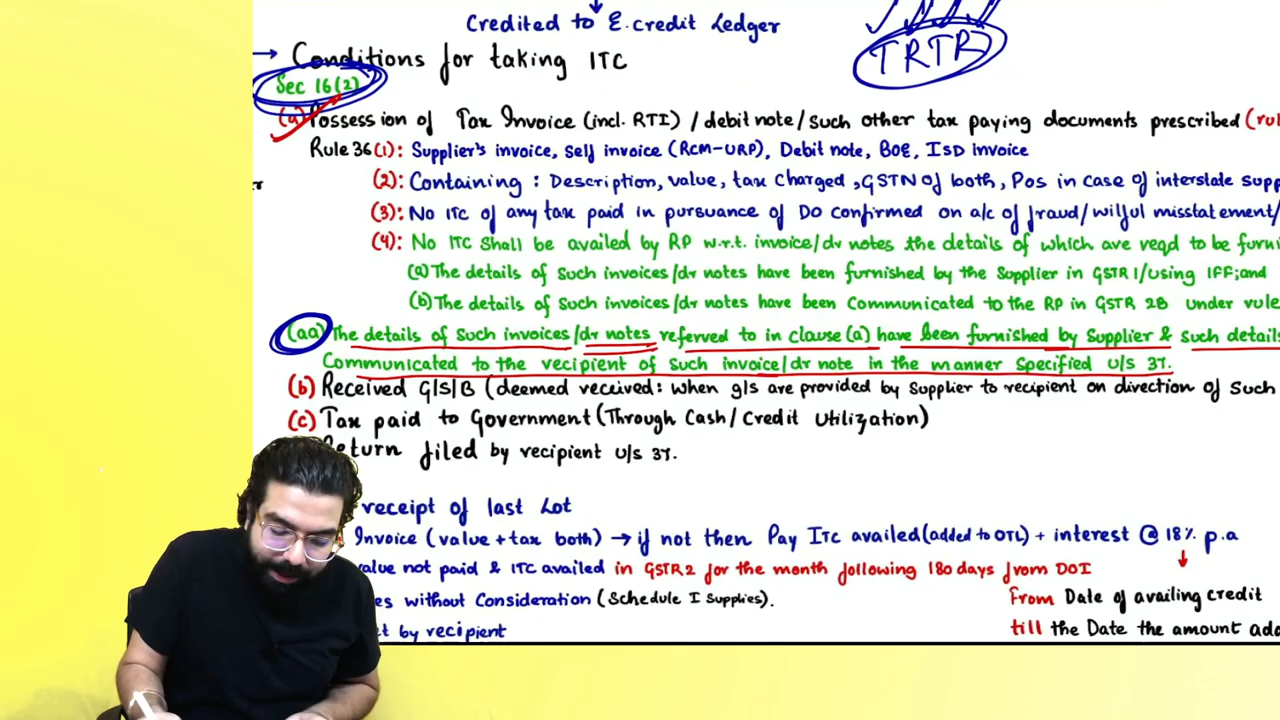 Credited to E.credit Ledger
TRTR
→ Conditions for taking ITC
Sec 16(2)
(a) Possession of Tax Invoice (incl. RTI) / debit note/such other tax paying documents prescribed (rul
Rule 36(1): Supplier's invoice, self invoice (RCM-URP), Debit note, BOE, ISD invoice
(2): Containing : Description, value, tax charged, GSTN of both, Pos in case of interstate supp
(3): No ITC of any tax paid in pursuance of DO confirmed on a/c of fraud/wilful misstatement/
(4): No ITC shall be availed by RP w.r.t. invoice/dr notes the details of which are reqd to be furni
(a) The details of such invoices/dr notes have been furnished by the supplier in GSTR 1/using IFF; and
(b) The details of such invoices/dr notes have been communicated to the RP in GSTR 2B under rule
(aa) The details of such invoices/dr notes referred to in clause (a) have been furnished by supplier & such details
Communicated to the recipient of such invoice/dr note in the manner specified u/s 37.
(b) Received G/S/B (deemed received: when g/s are provided by supplier to recipient on direction of such
(c) Tax paid to Government (Through Cash/Credit Utilization)
Return filed by recipient u/s 37.
receipt of last Lot
Invoice (value + tax both) → if not then Pay ITC availed (added to OTL) + interest @ 18% p.a
value not paid & ITC availed in GSTR2 for the month following 180 days from DOI
es without Consideration (Schedule I Supplies).
From Date of availing credit
t by recipient
till the Date the amount add